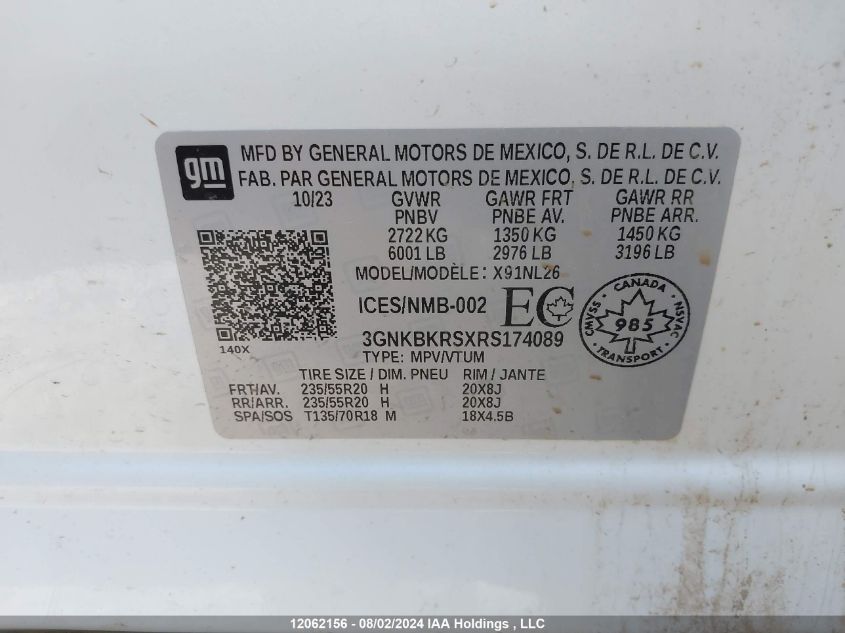 gm
MFD BY GENERAL MOTORS DE MEXICO, S. DE R.L. DE C.V.
FAB. PAR GENERAL MOTORS DE MEXICO, S. DE R.L. DE C.V.
10/23 GVWR GAWR FRT GAWR RR
PNBV PNBE AV. PNBE ARR.
2722 KG 1350 KG 1450 KG
6001 LB 2976 LB 3196 LB
MODEL/MODÈLE: X91NL26
ICES/NMB-002 EC
CANADA
CMVSS 985 NSVAC
TRANSPORT
3GNKBKRSXRS174089
140X
TYPE: MPV/VTUM
TIRE SIZE / DIM. PNEU RIM / JANTE
FRT/AV. 235/55R20 H 20X8J
RR/ARR. 235/55R20 H 20X8J
SPA/SOS T135/70R18 M 18X4.5B
12062156 - 08/02/2024 IAA Holdings , LLC